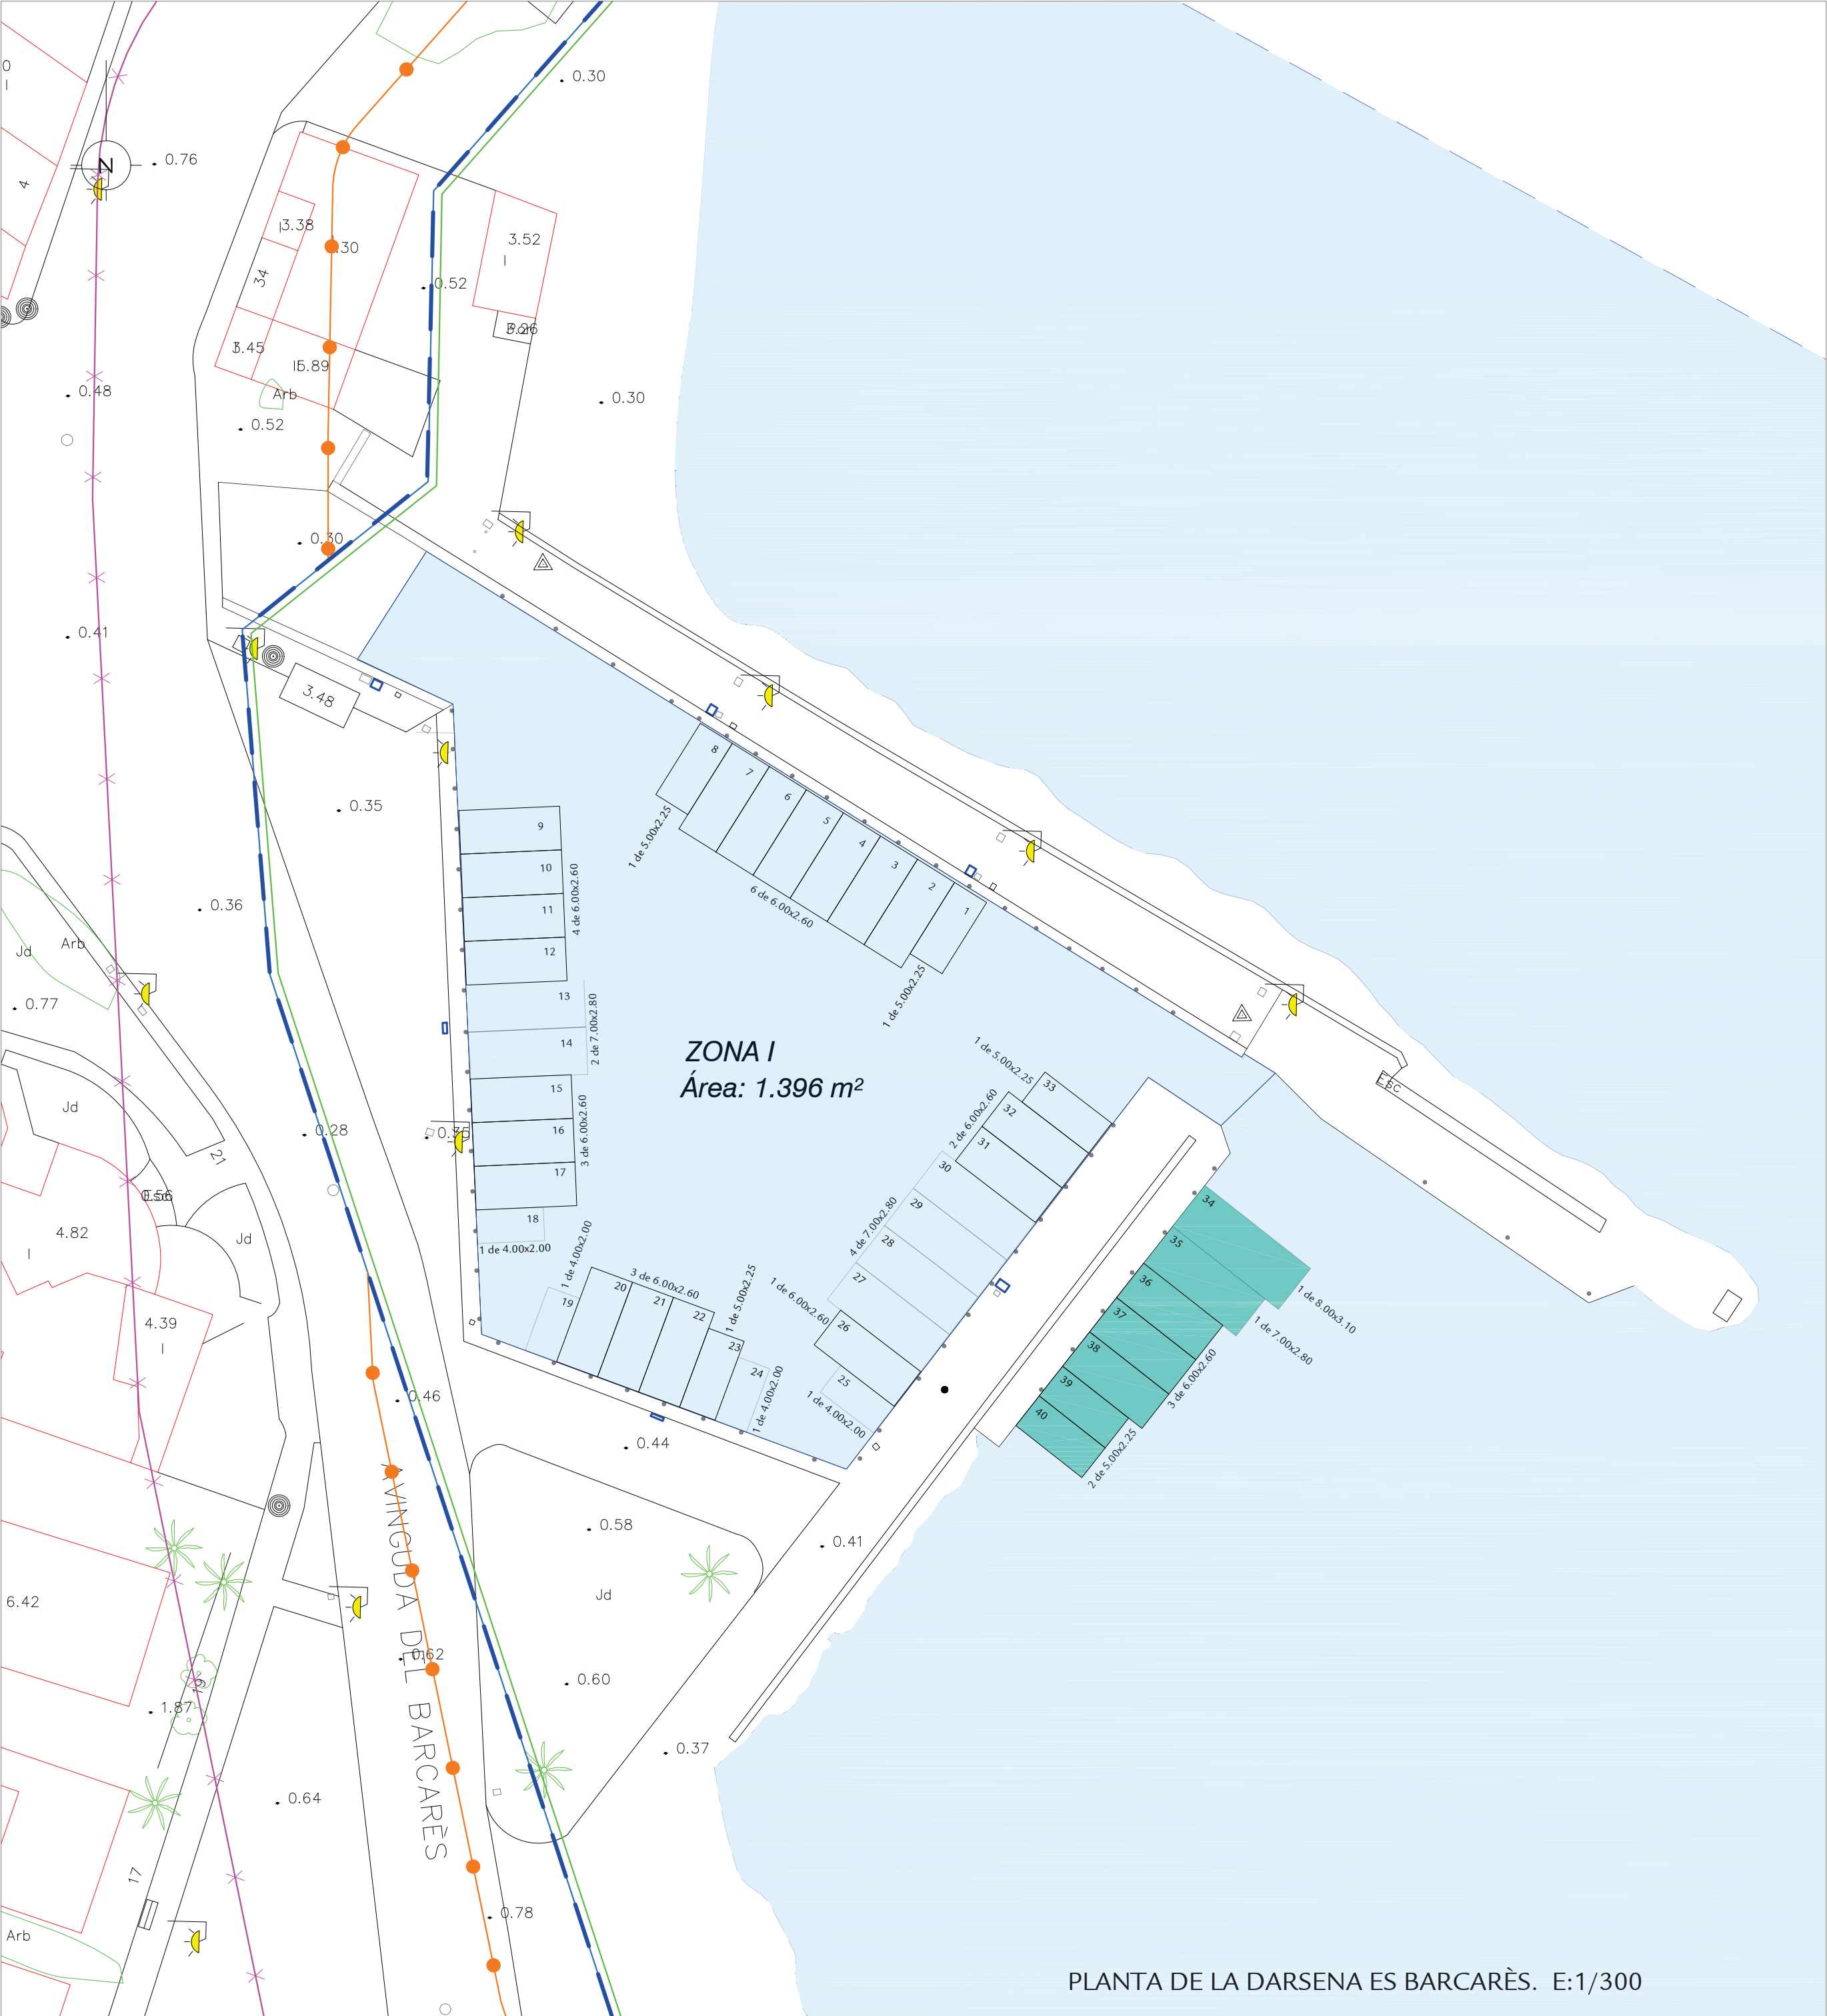 0.30
0
I
0.76
N
4
3.38
.30
34
3.52
I
0.52
3.45
5.89
Arb
0.48
0.52
0.30
0.30
0.41
3.48
0.35
0.36
8
7
6
5
4
3
2
1
1 de 5.00x2.25
6 de 6.00x2.60
1 de 5.00x2.25
9
10
11
12
4 de 6.00x2.60
13
14
2 de 7.00x2.80
15
16
17
3 de 6.00x2.60
18
1 de 4.00x2.00
Jd
Arb
0.77
ZONA I
Área: 1.396 m²
Esc
Jd
21
0.28
0.35
0.56
4.82
I
Jd
4.39
I
1 de 4.00x2.00
19
20
21
22
3 de 6.00x2.60
23
1 de 5.00x2.25
24
1 de 4.00x2.00
25
1 de 4.00x2.00
26
1 de 6.00x2.60
27
28
29
30
4 de 7.00x2.80
31
32
2 de 6.00x2.60
33
1 de 5.00x2.25
34
1 de 8.00x3.10
35
1 de 7.00x2.80
36
37
38
39
3 de 6.00x2.60
40
2 de 5.00x2.25
0.46
0.44
0.58
0.41
Jd
6.42
0.62
AVINGUDA DEL BARCARÈS
0.60
19
1.87
0.37
0.64
17
0.78
Arb
PLANTA DE LA DARSENA ES BARCARÈS. E:1/300